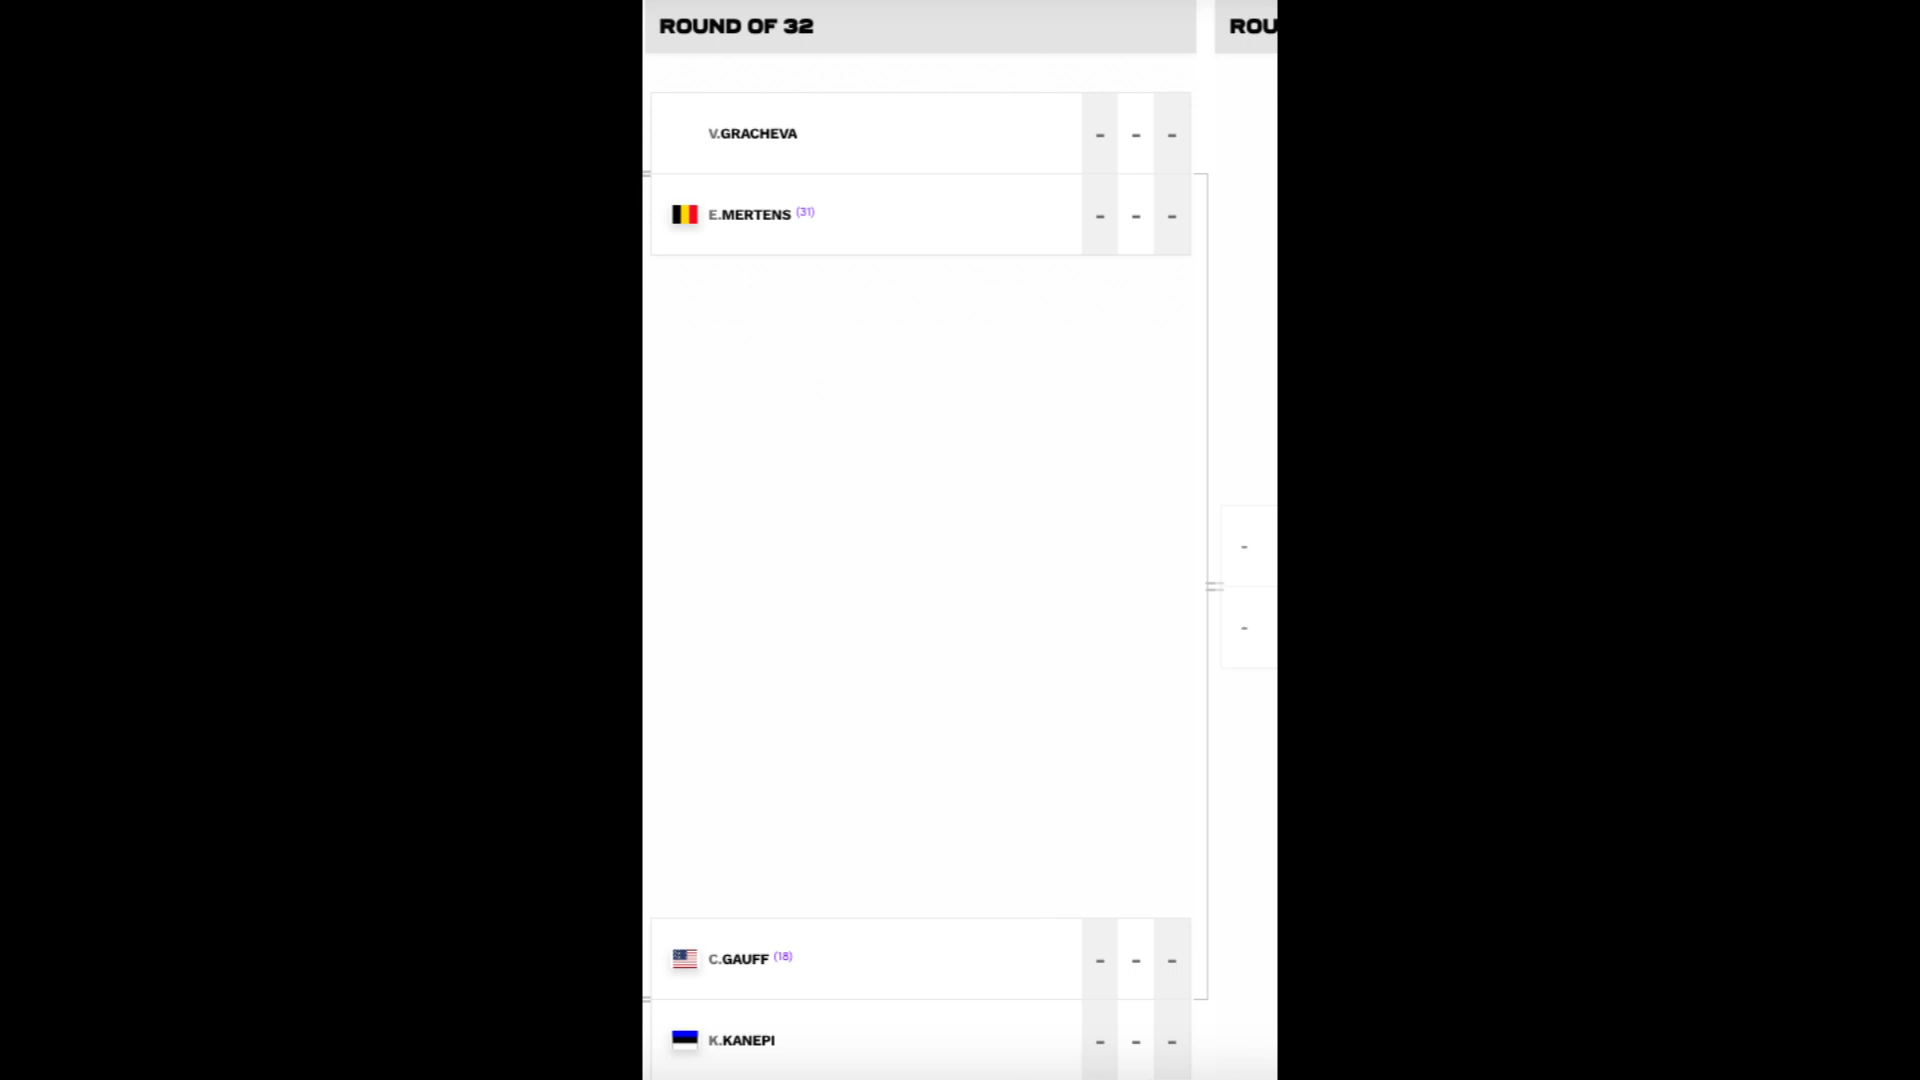 ROUND OF 32
ROU
V.GRACHEVA - - -
E.MERTENS (31) - - -
-
-
C.GAUFF (18) - - -
K.KANEPI - - -